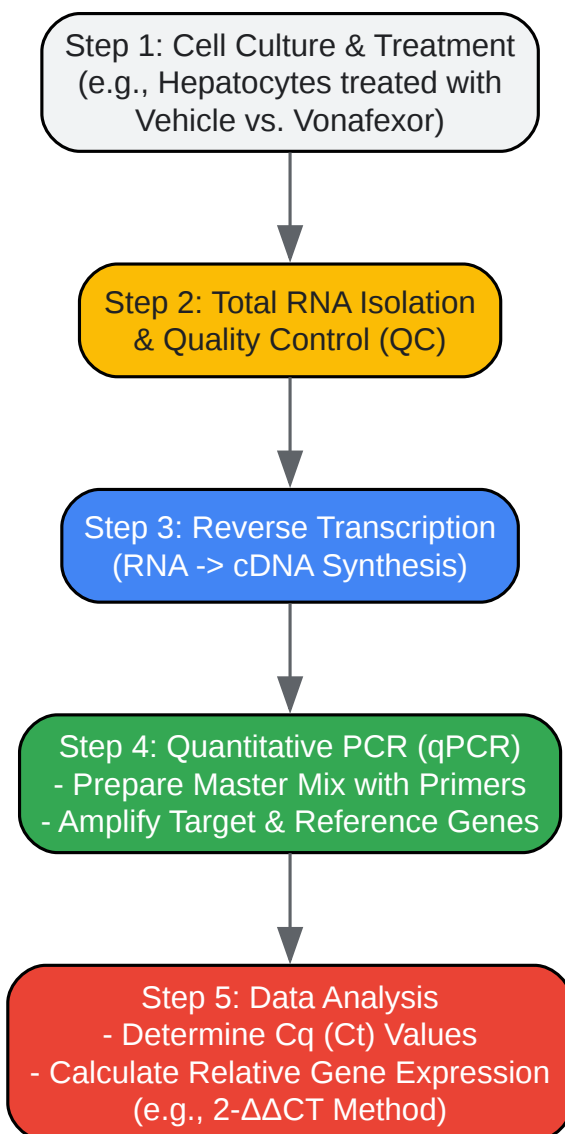 Step 1: Cell Culture & Treatment
(e.g., Hepatocytes treated with
Vehicle vs. Vonafexor)
Step 2: Total RNA Isolation
& Quality Control (QC)
Step 3: Reverse Transcription
(RNA -> cDNA Synthesis)
Step 4: Quantitative PCR (qPCR)
- Prepare Master Mix with Primers
- Amplify Target & Reference Genes
Step 5: Data Analysis
- Determine Cq (Ct) Values
- Calculate Relative Gene Expression
(e.g., 2-ΔΔCT Method)